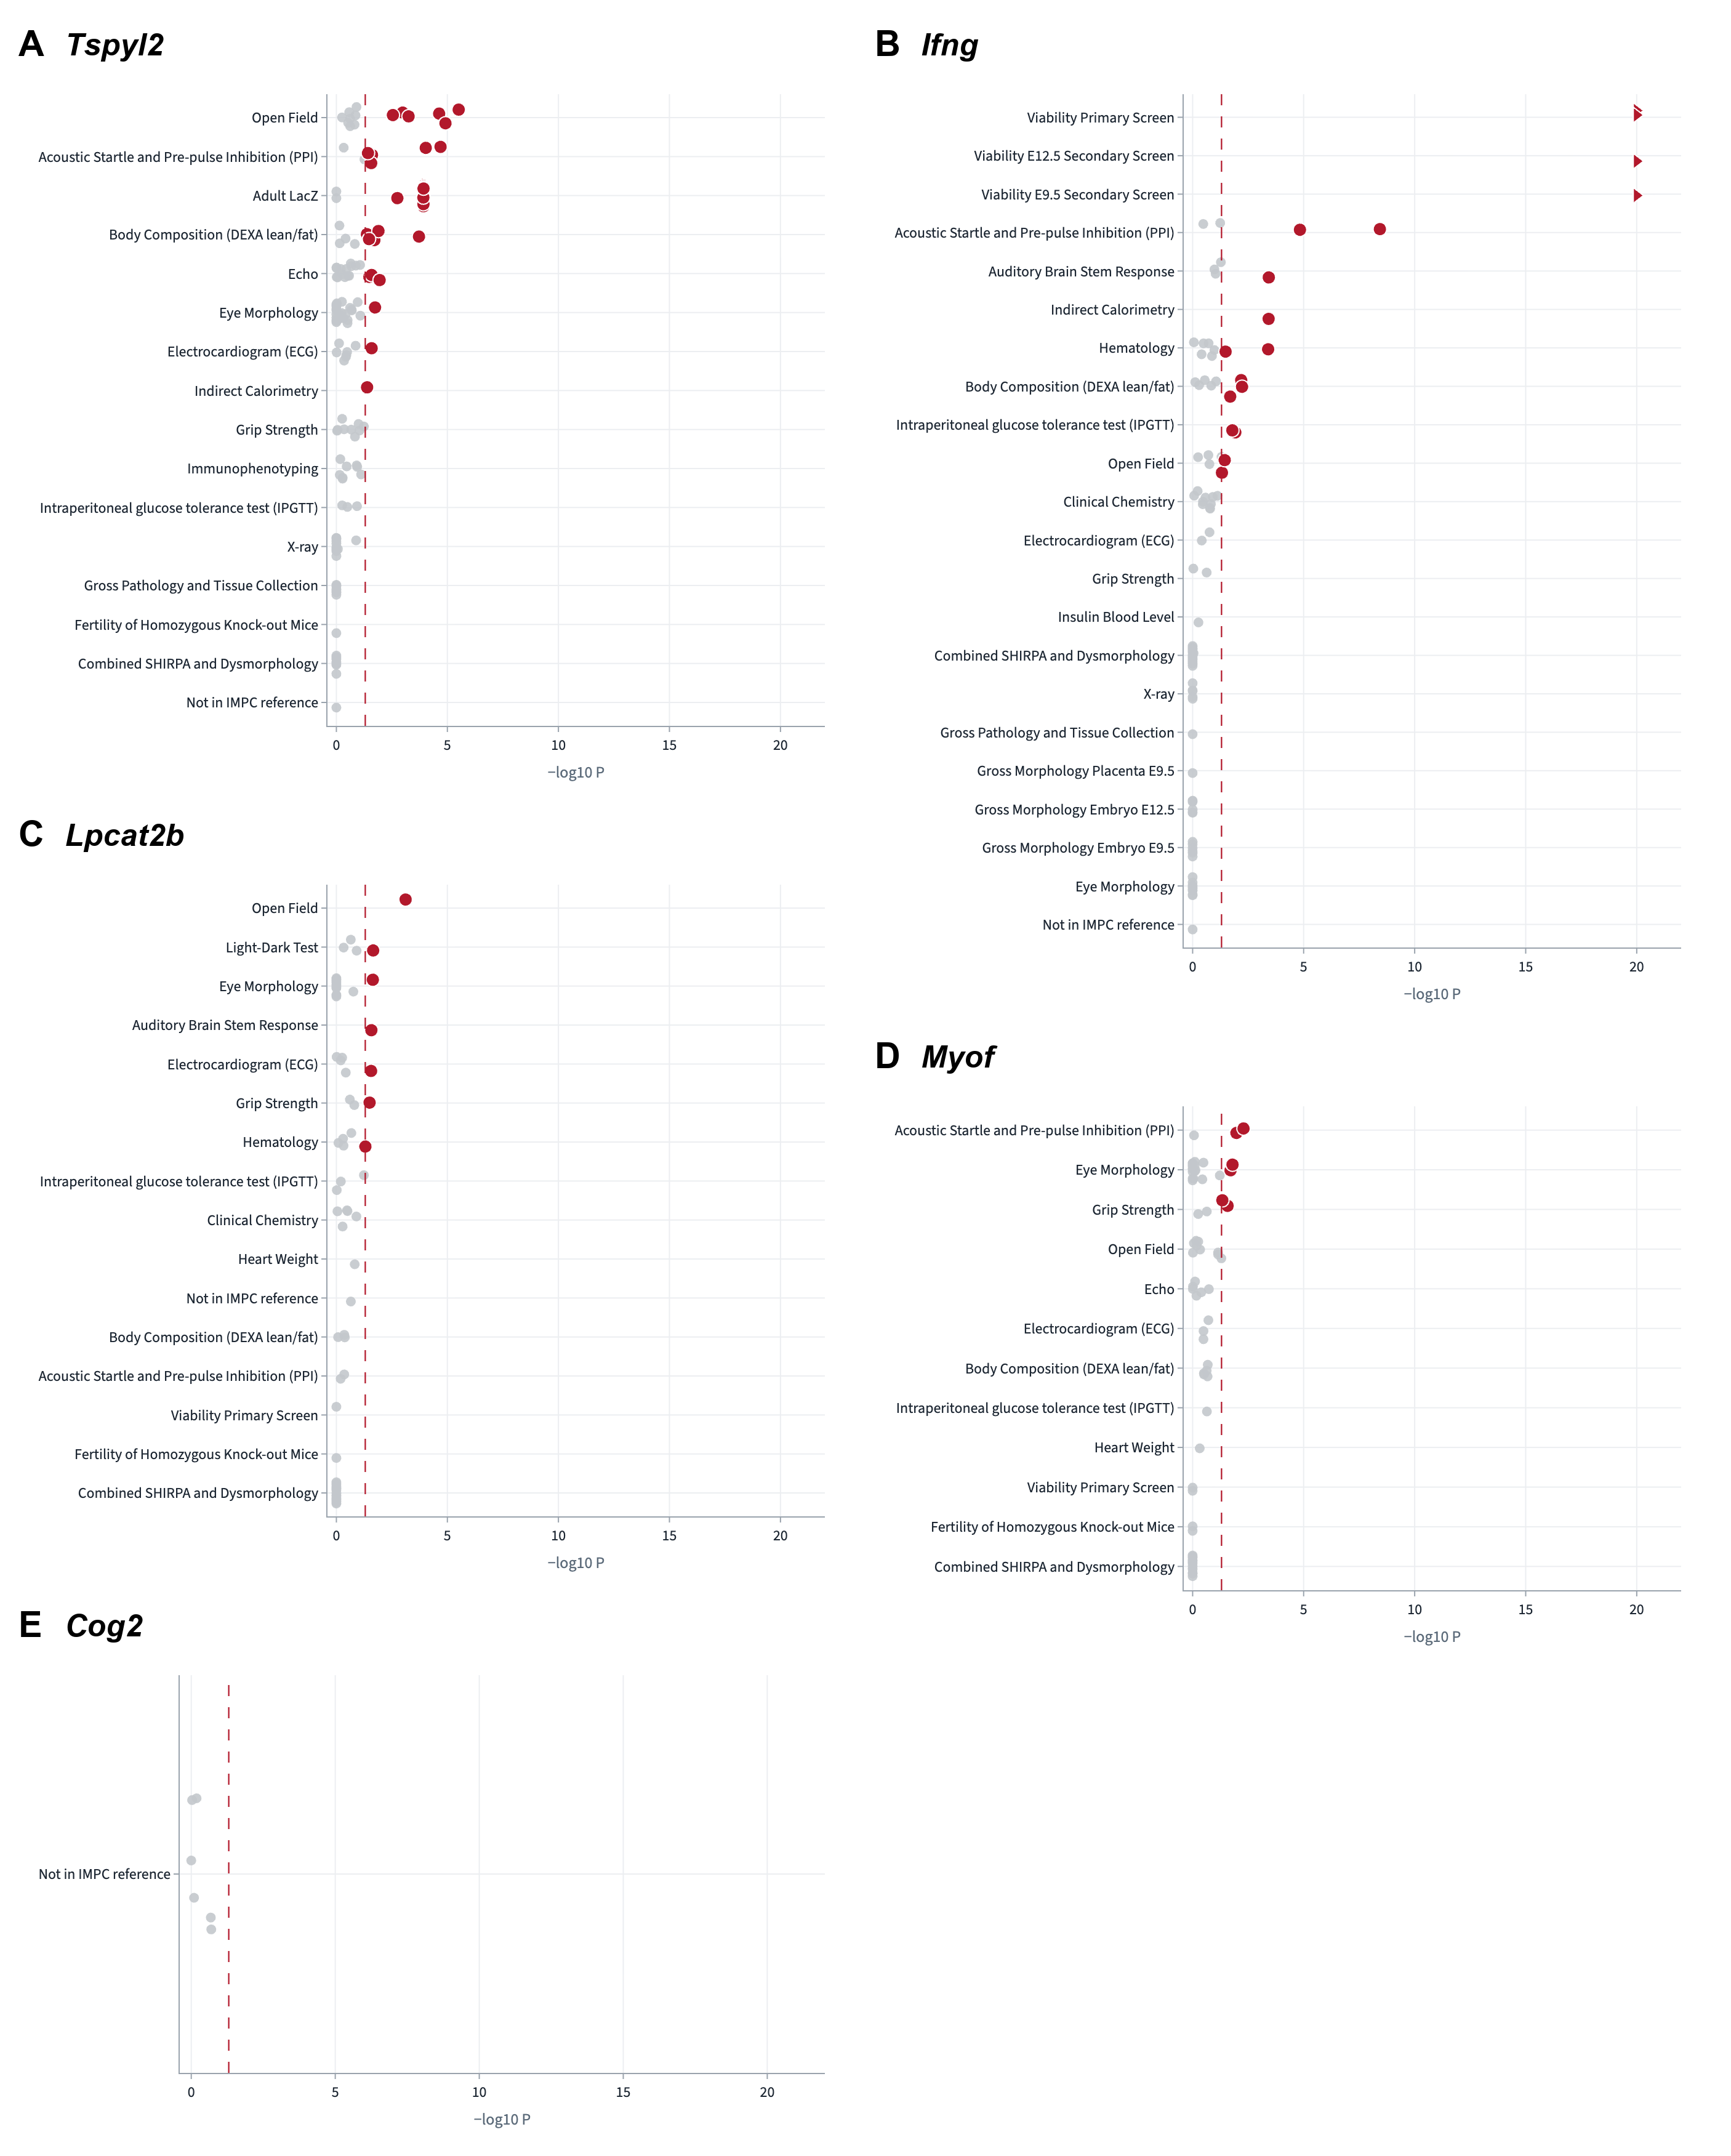 A Tspyl2
Open Field
Acoustic Startle and Pre-pulse Inhibition (PPI)
Adult LacZ
Body Composition (DEXA lean/fat)
Echo
Eye Morphology
Electrocardiogram (ECG)
Indirect Calorimetry
Grip Strength
Immunophenotyping
Intraperitoneal glucose tolerance test (IPGTT)
X-ray
Gross Pathology and Tissue Collection
Fertility of Homozygous Knock-out Mice
Combined SHIRPA and Dysmorphology
Not in IMPC reference
0 5 10 15 20
−log10 P
B Ifng
Viability Primary Screen
Viability E12.5 Secondary Screen
Viability E9.5 Secondary Screen
Acoustic Startle and Pre-pulse Inhibition (PPI)
Auditory Brain Stem Response
Indirect Calorimetry
Hematology
Body Composition (DEXA lean/fat)
Intraperitoneal glucose tolerance test (IPGTT)
Open Field
Clinical Chemistry
Electrocardiogram (ECG)
Grip Strength
Insulin Blood Level
Combined SHIRPA and Dysmorphology
X-ray
Gross Pathology and Tissue Collection
Gross Morphology Placenta E9.5
Gross Morphology Embryo E12.5
Gross Morphology Embryo E9.5
Eye Morphology
Not in IMPC reference
0 5 10 15 20
−log10 P
C Lpcat2b
Open Field
Light-Dark Test
Eye Morphology
Auditory Brain Stem Response
Electrocardiogram (ECG)
Grip Strength
Hematology
Intraperitoneal glucose tolerance test (IPGTT)
Clinical Chemistry
Heart Weight
Not in IMPC reference
Body Composition (DEXA lean/fat)
Acoustic Startle and Pre-pulse Inhibition (PPI)
Viability Primary Screen
Fertility of Homozygous Knock-out Mice
Combined SHIRPA and Dysmorphology
0 5 10 15 20
−log10 P
D Myof
Acoustic Startle and Pre-pulse Inhibition (PPI)
Eye Morphology
Grip Strength
Open Field
Echo
Electrocardiogram (ECG)
Body Composition (DEXA lean/fat)
Intraperitoneal glucose tolerance test (IPGTT)
Heart Weight
Viability Primary Screen
Fertility of Homozygous Knock-out Mice
Combined SHIRPA and Dysmorphology
0 5 10 15 20
−log10 P
E Cog2
Not in IMPC reference
0 5 10 15 20
−log10 P